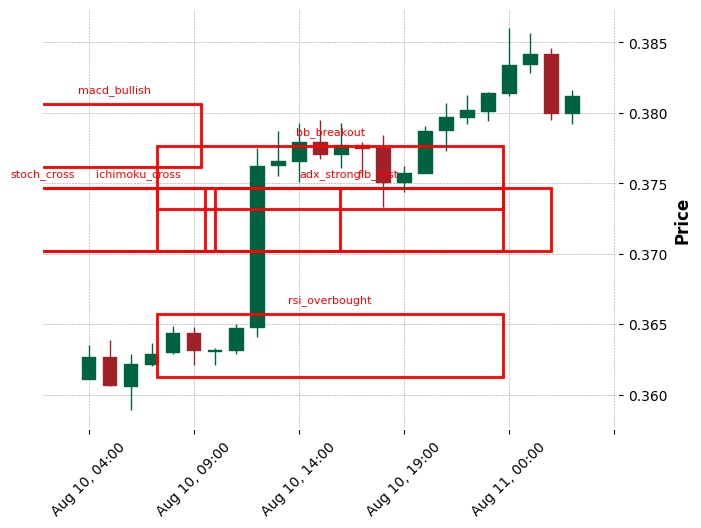 0.385
macd_bullish
0.380
bb_breakout
stoch_cross
ichimoku_cross
adx_strong
0.375
Price
0.370
rsi_overbought
0.365
0.360
Aug 10, 04:00
Aug 10, 09:00
Aug 10, 14:00
Aug 10, 19:00
Aug 11, 00:00